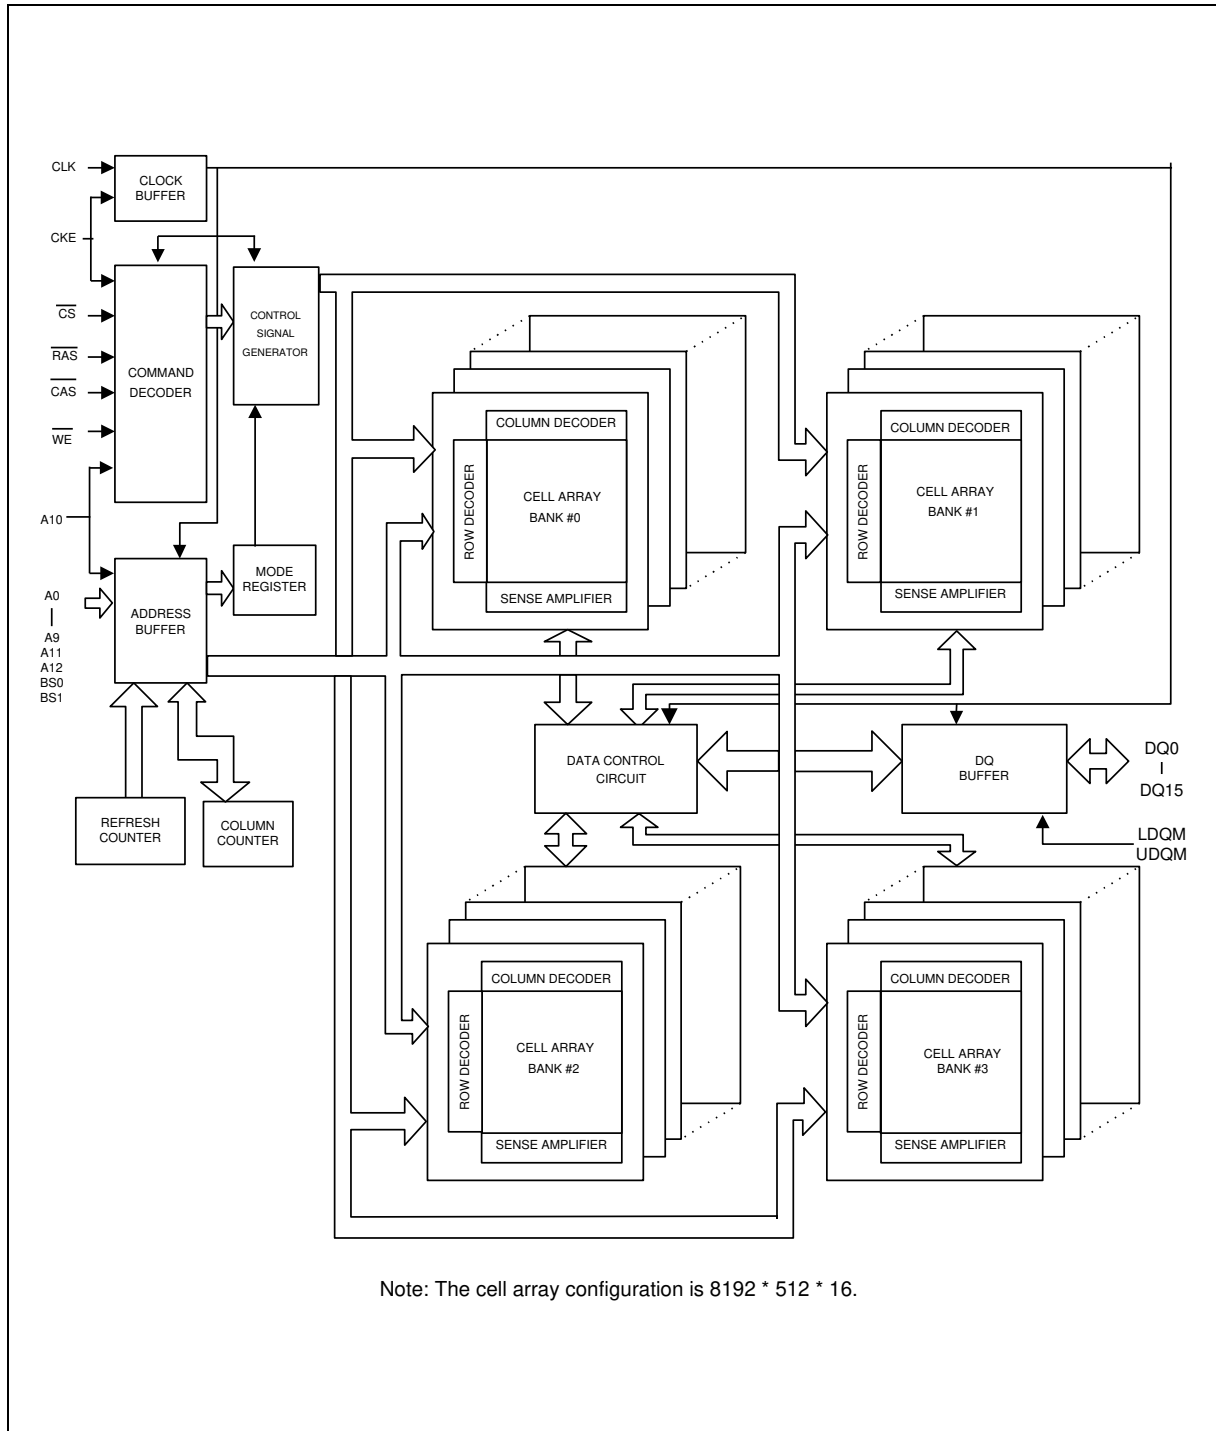 CLK
CKE
CS
RAS
CAS
WE
A10
A0
A9
A11
A12
BS0
BS1
CLOCK
BUFFER
COMMAND
DECODER
CONTROL
SIGNAL
GENERATOR
ADDRESS
BUFFER
MODE
REGISTER
REFRESH
COUNTER
COLUMN
COUNTER
COLUMN DECODER
ROW DECODER
CELL ARRAY
BANK #0
SENSE AMPLIFIER
COLUMN DECODER
ROW DECODER
CELL ARRAY
BANK #1
SENSE AMPLIFIER
DATA CONTROL
CIRCUIT
DQ
BUFFER
DQ0
DQ15
LDQM
UDQM
COLUMN DECODER
ROW DECODER
CELL ARRAY
BANK #2
SENSE AMPLIFIER
COLUMN DECODER
ROW DECODER
CELL ARRAY
BANK #3
SENSE AMPLIFIER
Note: The cell array configuration is 8192 * 512 * 16.